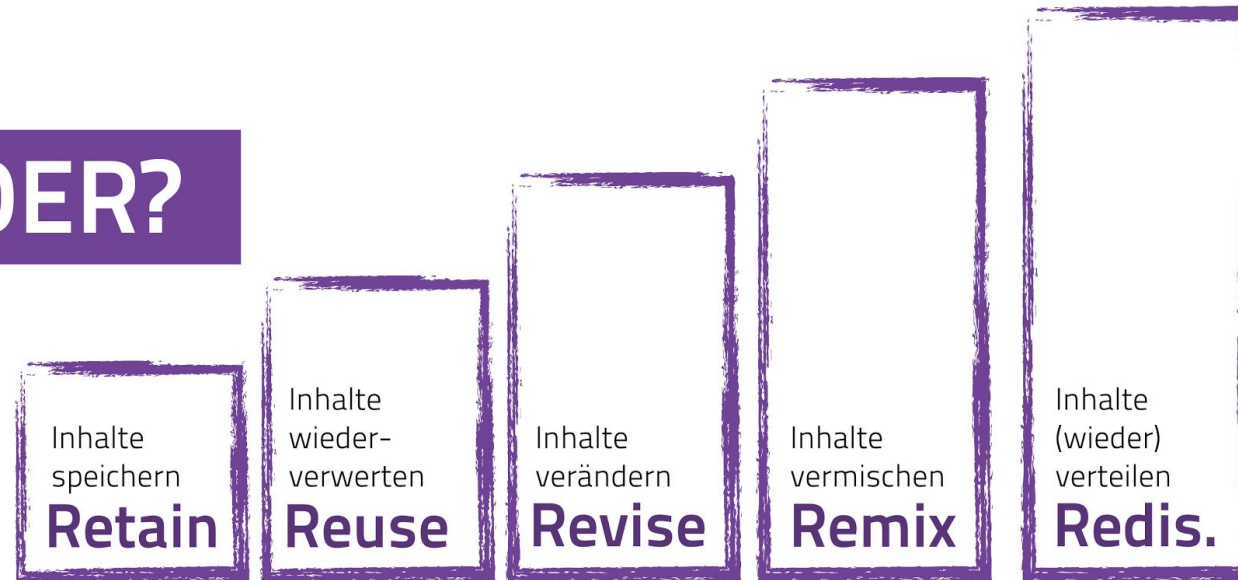 DER?
Inhalte
speichern
Retain
Inhalte
wieder-
verwerten
Reuse
Inhalte
verändern
Revise
Inhalte
vermischen
Remix
Inhalte
(wieder)
verteilen
Redis.